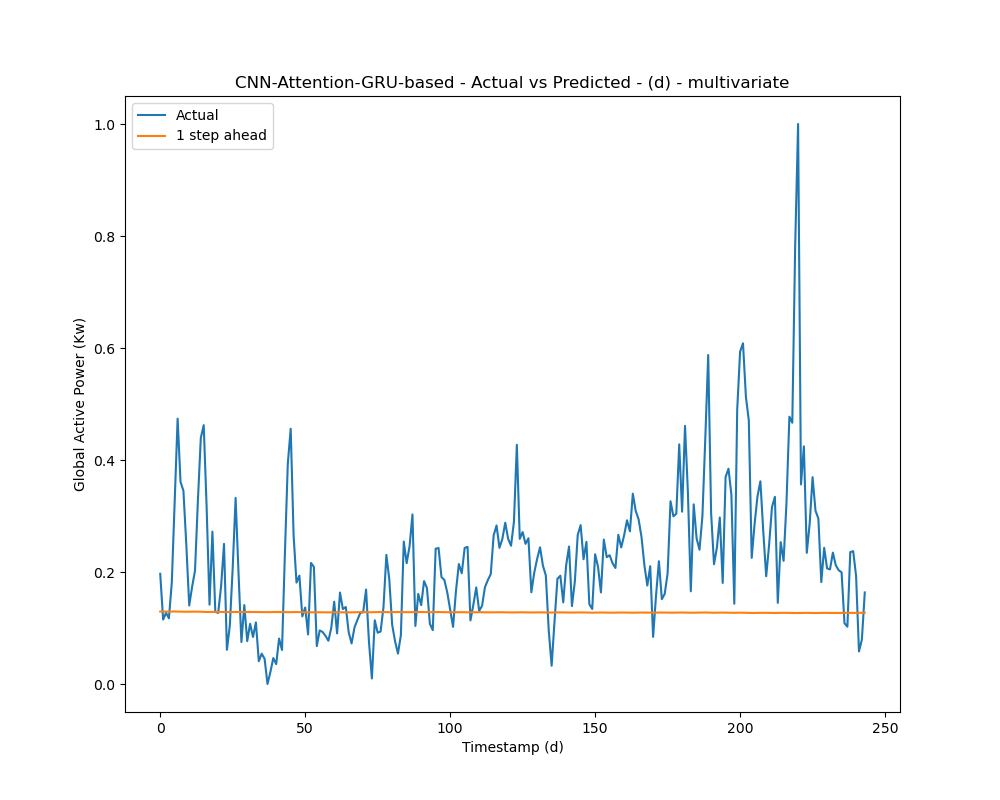 CNN-Attention-GRU-based - Actual vs Predicted - (d) - multivariate
Actual
1 step ahead
1.0
0.8
0.6
0.4
0.2
0.0
Global Active Power (Kw)
0 50 100 150 200 250
Timestamp (d)